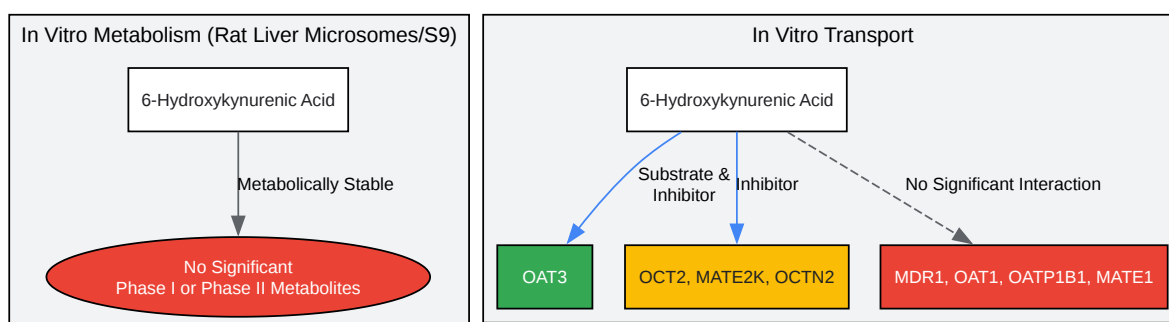 In Vitro Metabolism (Rat Liver Microsomes/S9)
6-Hydroxykynurenic Acid
Metabolically Stable
No Significant
Phase I or Phase II Metabolites
In Vitro Transport
6-Hydroxykynurenic Acid
Substrate &
Inhibitor
Inhibitor
No Significant Interaction
OAT3
OCT2, MATE2K, OCTN2
MDR1, OAT1, OATP1B1, MATE1